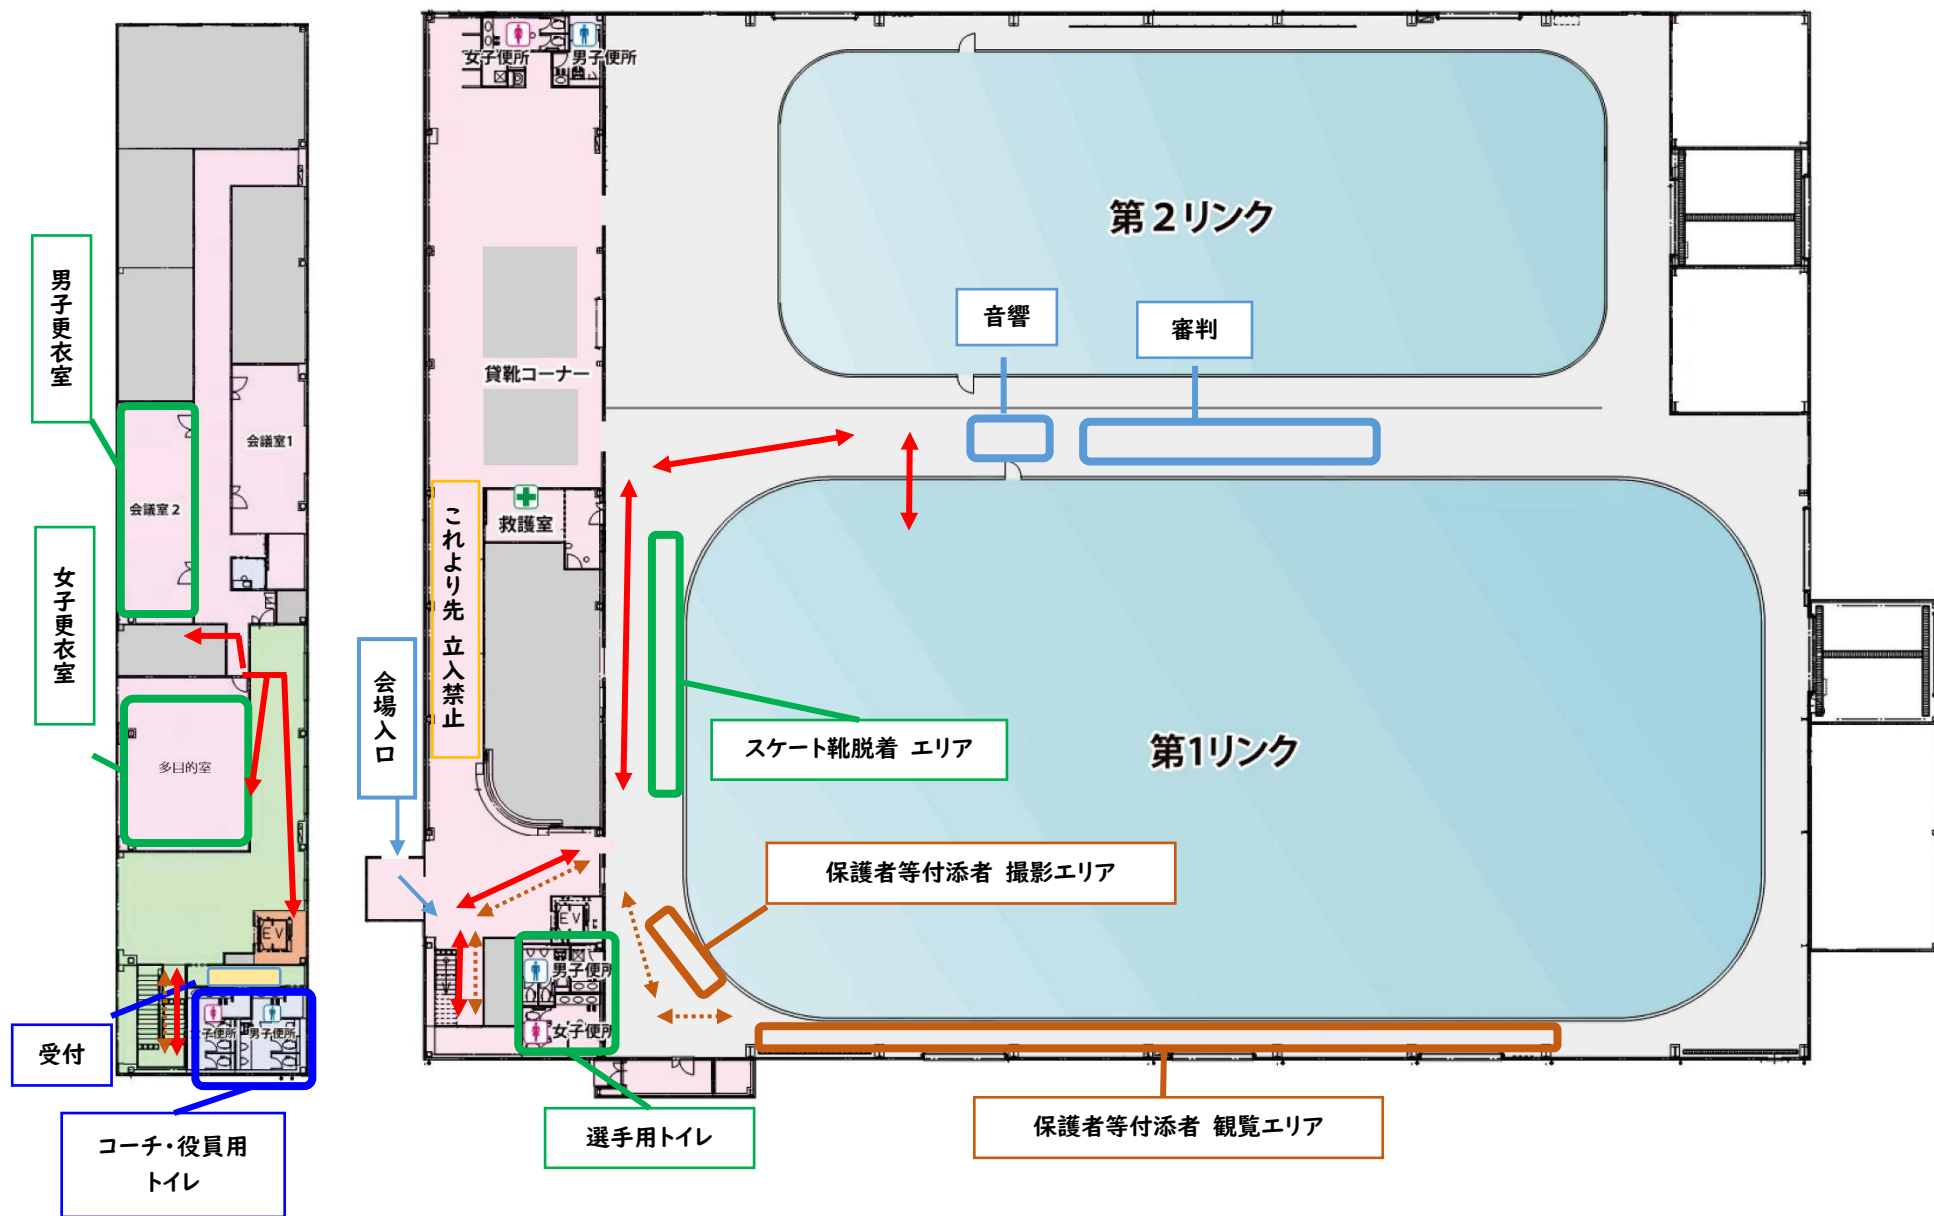 女子便所
男子便所
第2リンク
音響
審判
男子更衣室
貸靴コーナー
会議室1
会議室2
救護室
これより先 立入禁止
女子更衣室
会場入口
スケート靴脱着 エリア
第1リンク
多目的室
保護者等付添者 撮影エリア
EV
EV
男子便所
女子便所
女子便所
男子便所
受付
選手用トイレ
保護者等付添者 観覧エリア
コーチ・役員用
トイレ